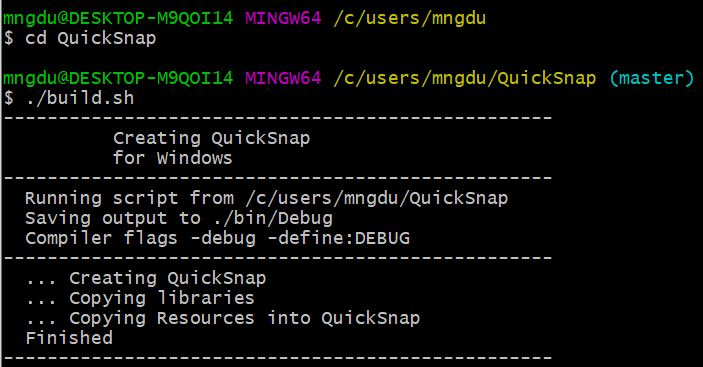 mngdu@DESKTOP-M9QOI14 MINGW64 /c/users/mngdu
$ cd QuickSnap
mngdu@DESKTOP-M9QOI14 MINGW64 /c/users/mngdu/QuickSnap (master)
$ ./build.sh
--------------------------------------------------
Creating QuickSnap
for Windows
--------------------------------------------------
Running script from /c/users/mngdu/QuickSnap
Saving output to ./bin/Debug
Compiler flags -debug -define:DEBUG
--------------------------------------------------
... Creating QuickSnap
... Copying libraries
... Copying Resources into QuickSnap
Finished
--------------------------------------------------